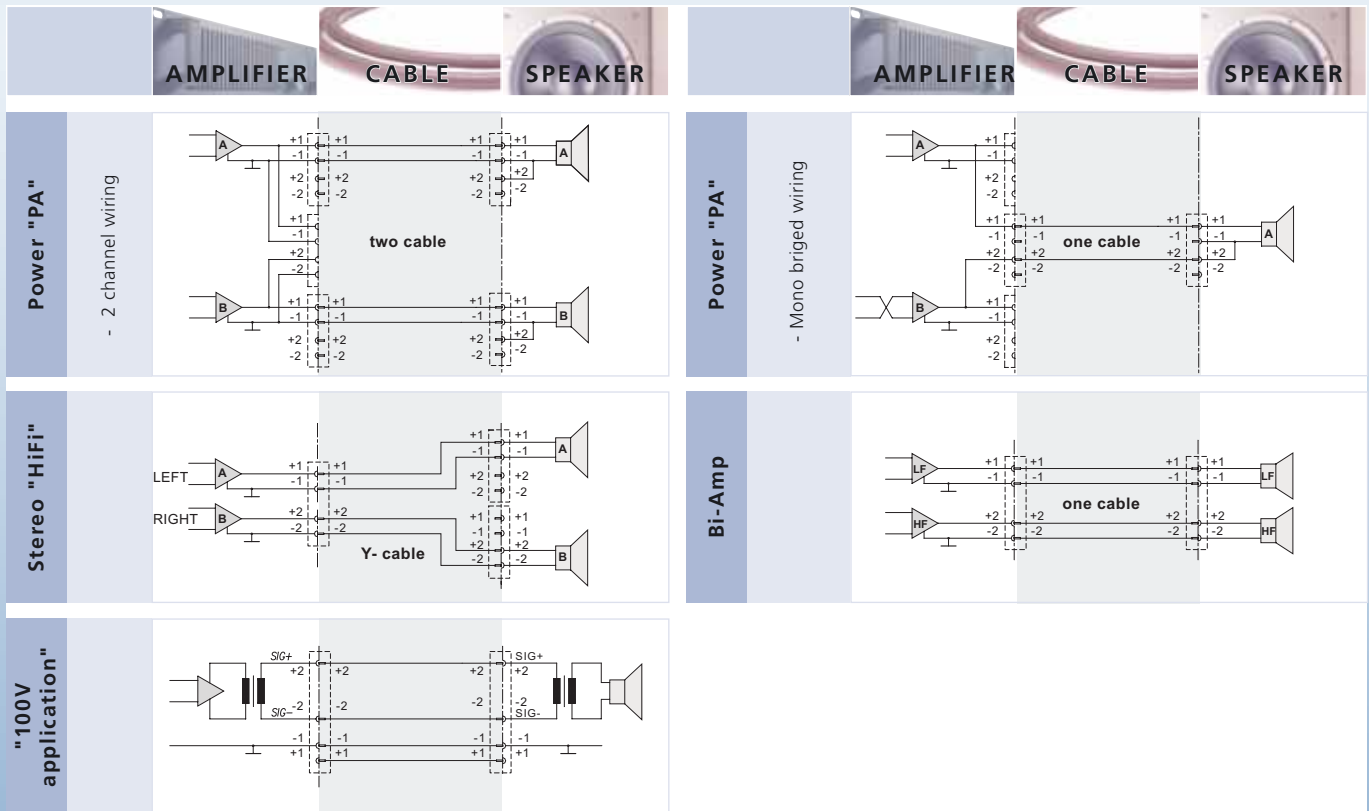 AMPLIFIER CABLE SPEAKER
AMPLIFIER CABLE SPEAKER
Power "PA"
- 2 channel wiring
+1 +1 +1 +1
A -1 -1 -1 -1 A
+2 +2 +2 +2
-2 -2 -2 -2
+1
-1
two cable
+2
-2
+1 +1 +1 +1
B -1 -1 -1 -1 B
+2 +2 +2 +2
-2 -2 -2 -2
Power "PA"
- Mono briged wiring
+1
A -1
+2
-2
+1 +1 +1 +1
-1 -1 one cable -1 -1 A
+2 +2 +2 +2
-2 -2 -2 -2
+1
B -1
+2
-2
Stereo "HiFi"
+1 +1
-1 -1 A
LEFT A +1 +1 +2 +2
-1 -1 -2 -2
RIGHT B +2 +2 +1 +1
-2 -2 -1 -1
Y- cable +2 +2
-2 -2 B
Bi-Amp
LF +1 +1 +1 +1
-1 -1 -1 -1 LF
one cable
HF +2 +2 +2 +2
-2 -2 -2 -2 HF
"100V
application"
SIG+ SIG+
+2 +2 +2 +2
-2 -2 -2 -2
SIG– SIG-
-1 -1 -1 -1
+1 +1 +1 +1